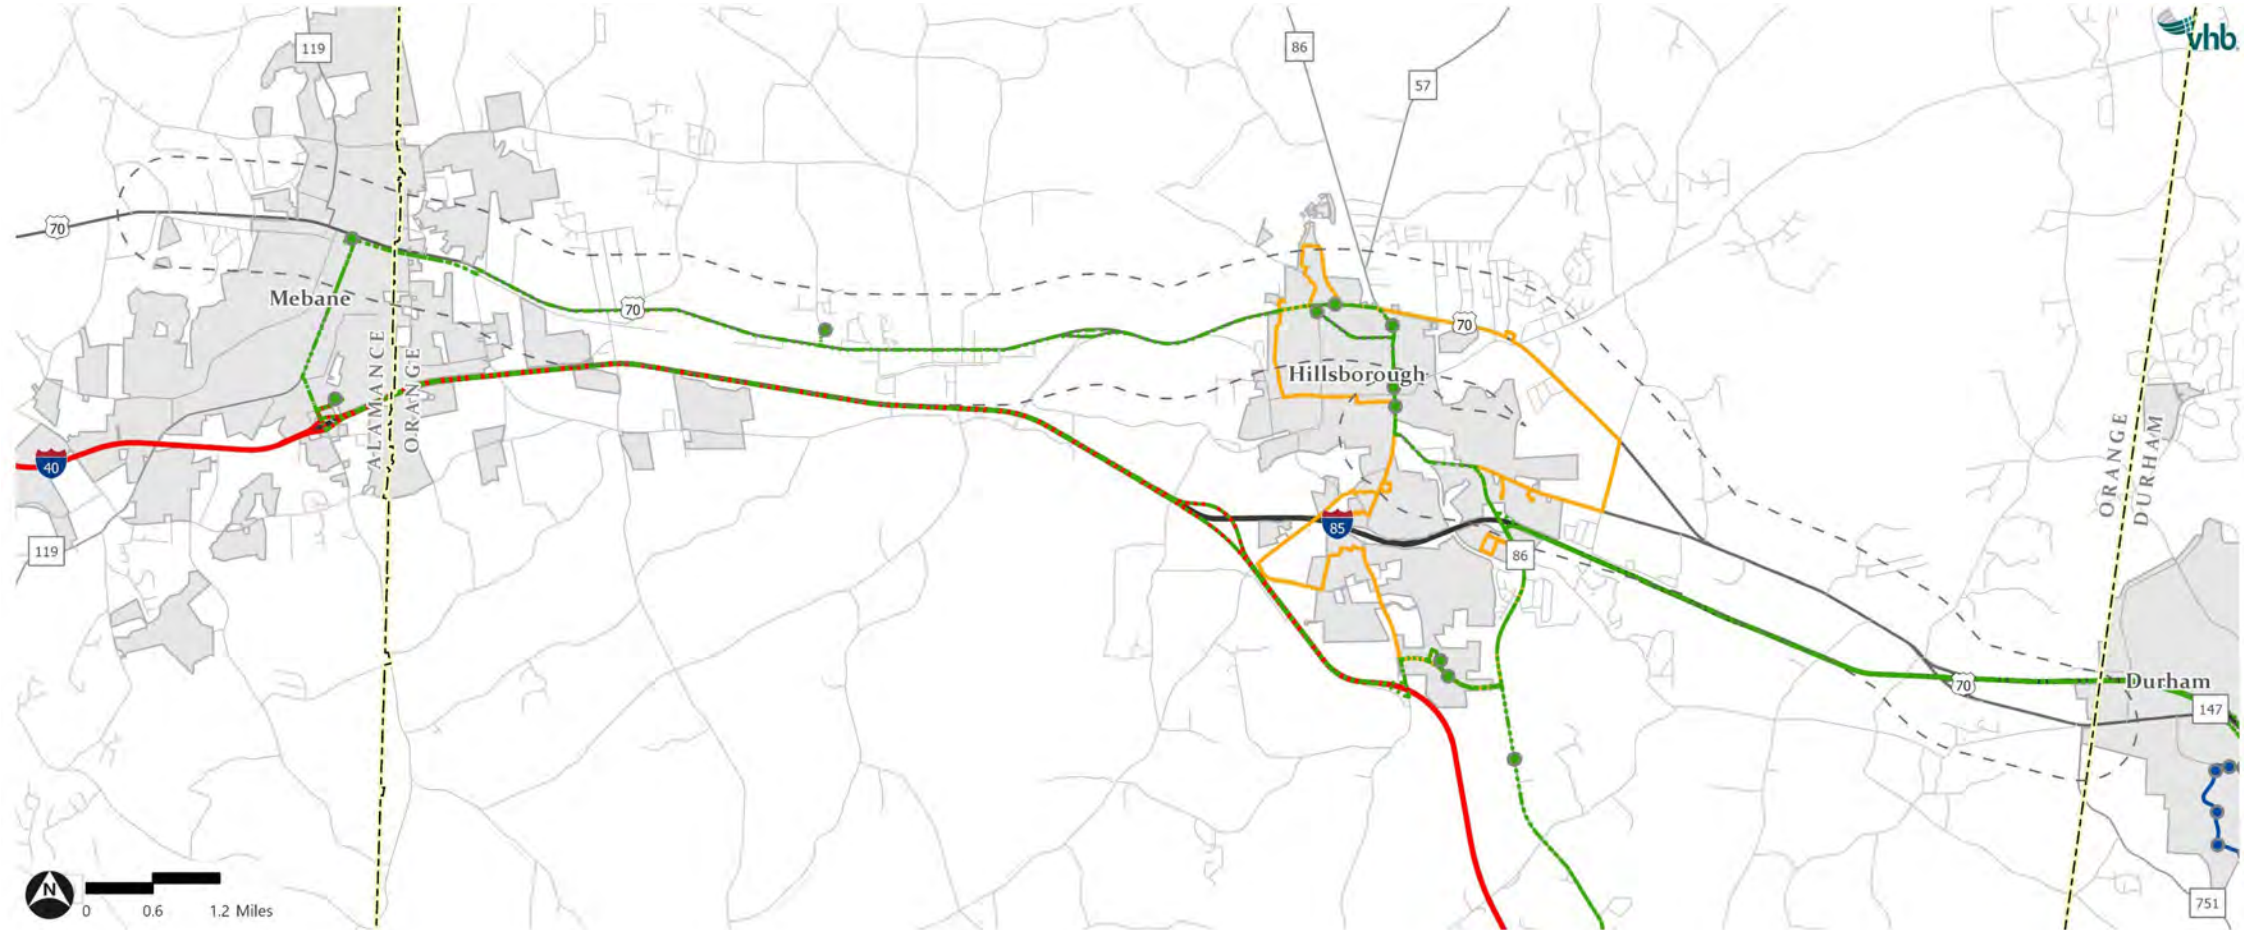 119
86
57
vhb
70
Mebane
70
70
Hillsborough
ALAMANCE
ORANGE
40
119
85
86
ORANGE
DURHAM
70
Durham
147
751
N
0 0.6 1.2 Miles